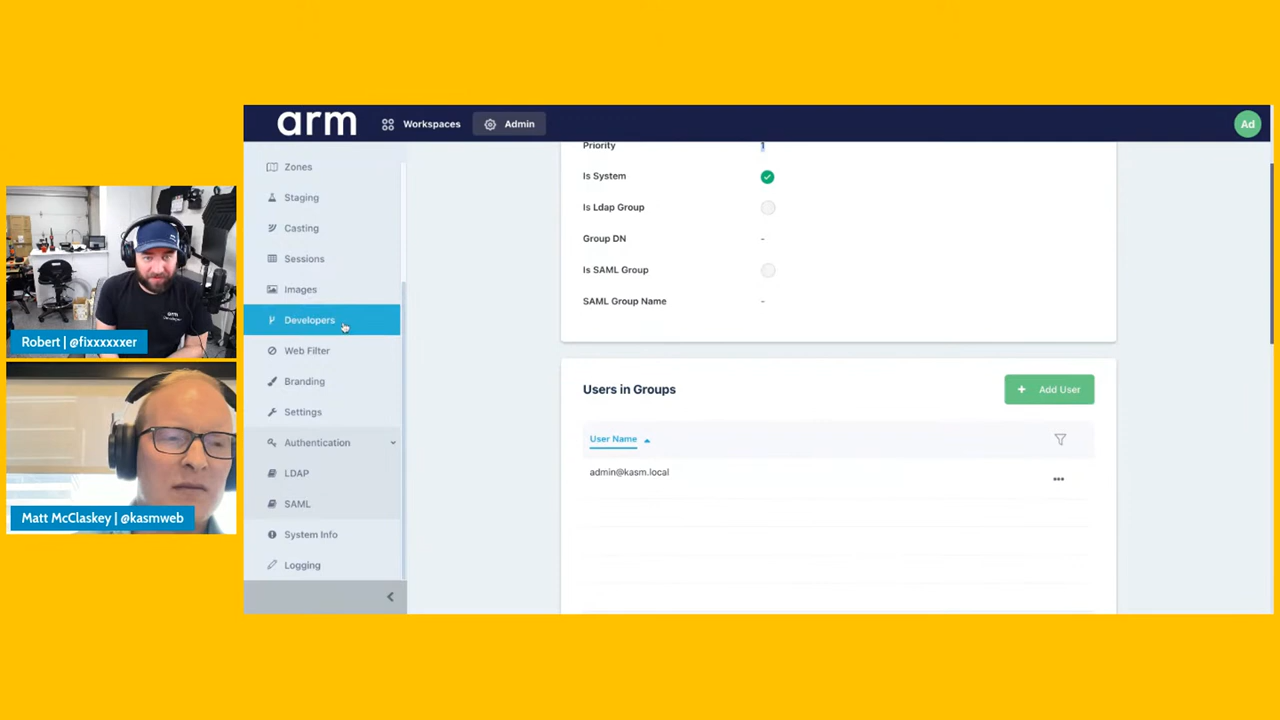 arm
Workspaces
Admin
Ad
Zones
Staging
Casting
Sessions
Images
Developers
Web Filter
Branding
Settings
Authentication
LDAP
SAML
System Info
Logging
Priority 1
Is System
Is Ldap Group
Group DN -
Is SAML Group
SAML Group Name -
Users in Groups
+ Add User
User Name
admin@kasm.local
arm
Robert | @fixxxxxxer
Matt McClaskey | @kasmweb